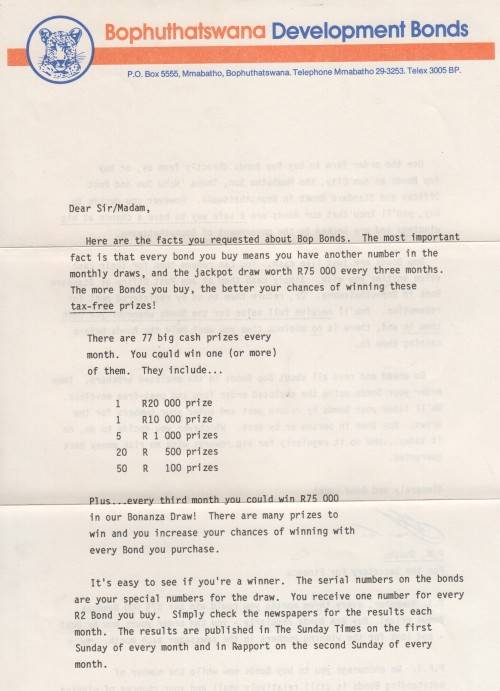 Bophuthatswana Development Bonds
P.O. Box 5555, Mmabatho, Bophuthatswana. Telephone Mmabatho 29-3253. Telex 3005 BP.
Dear Sir/Madam,
Here are the facts you requested about Bop Bonds. The most important
fact is that every bond you buy means you have another number in the
monthly draws, and the jackpot draw worth R75 000 every three months.
The more Bonds you buy, the better your chances of winning these
tax-free prizes!
There are 77 big cash prizes every
month. You could win one (or more)
of them. They include...
1 R20 000 prize
1 R10 000 prize
5 R 1 000 prizes
20 R 500 prizes
50 R 100 prizes
Plus...every third month you could win R75 000
in our Bonanza Draw! There are many prizes to
win and you increase your chances of winning with
every Bond you purchase.
It's easy to see if you're a winner. The serial numbers on the bonds
are your special numbers for the draw. You receive one number for every
R2 Bond you buy. Simply check the newspapers for the results each
month. The results are published in The Sunday Times on the first
Sunday of every month and in Rapport on the second Sunday of every
month.